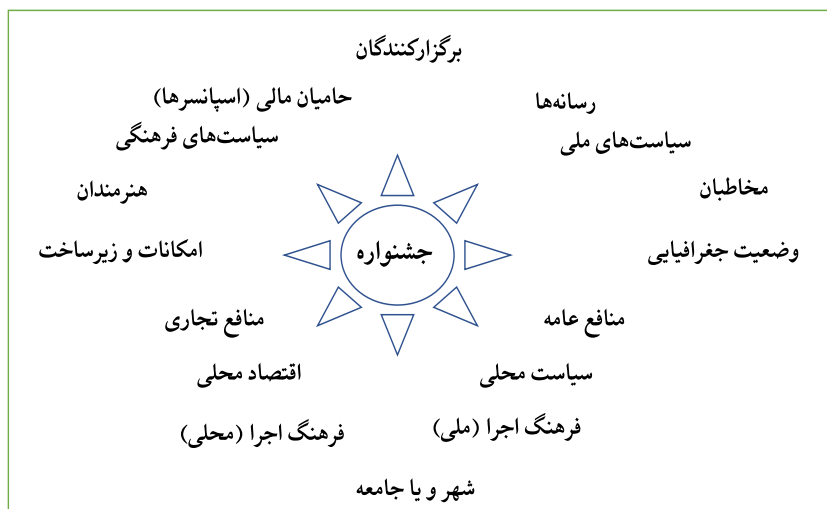 برگزارکنندگان
رسانه‌ها
حامیان مالی (اسپانسرها)
سیاست‌های ملی
سیاست‌های فرهنگی
مخاطبان
هنرمندان
وضعیت جغرافیایی
جشنواره
امکانات و زیرساخت
منافع عامه
منافع تجاری
سیاست محلی
اقتصاد محلی
فرهنگ اجرا (ملی)
فرهنگ اجرا (محلی)
شهر و یا جامعه